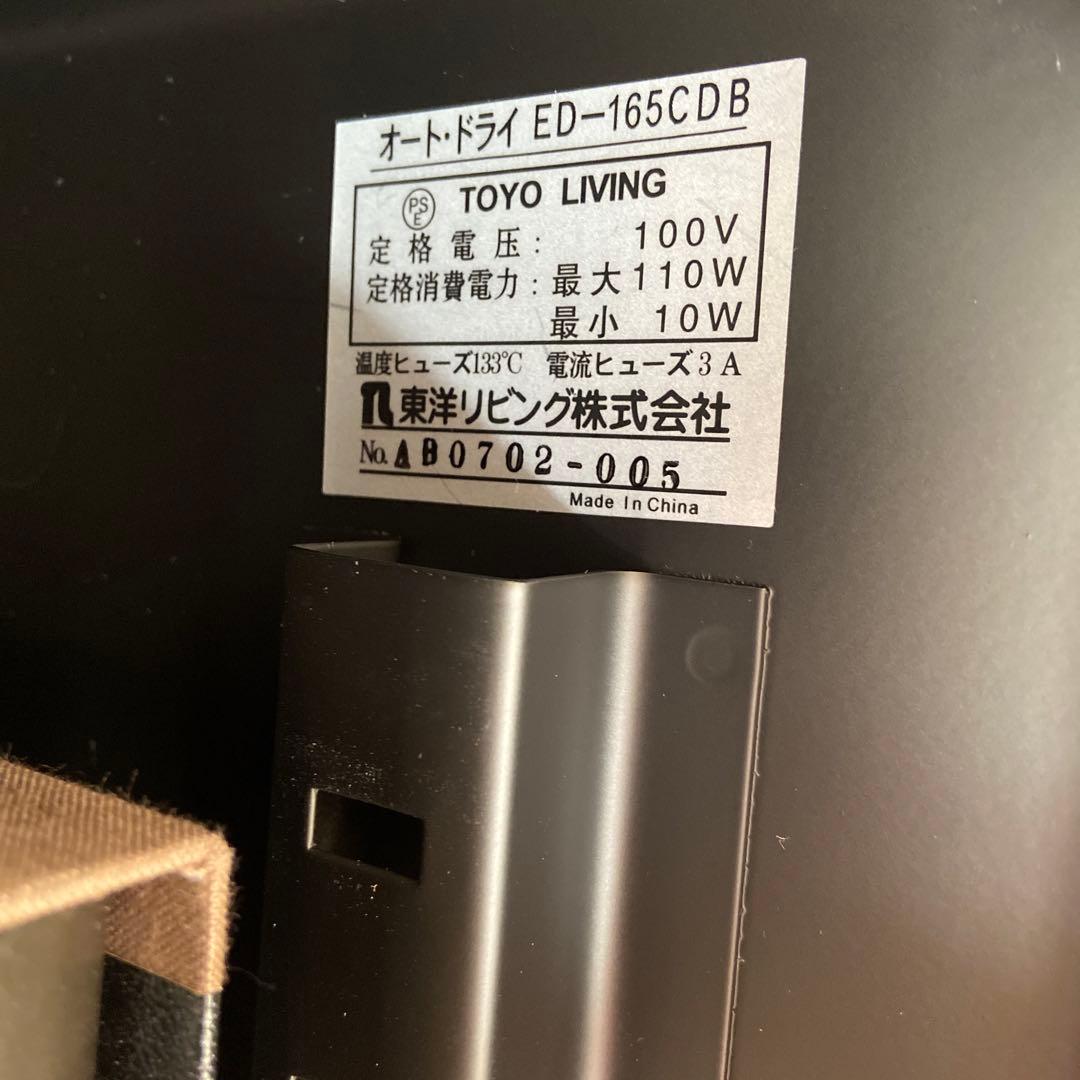 オート・ドライ ED-165CDB
PSE TOYO LIVING
定格電圧: 100V
定格消費電力: 最大110W
最小 10W
温度ヒューズ133℃ 電流ヒューズ3A
東洋リビング株式会社
No. AB0702-005
Made In China